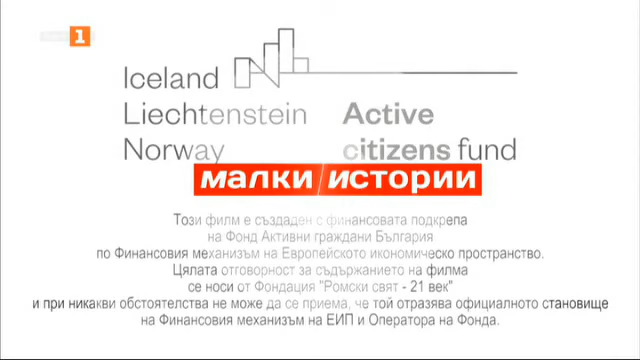 1
Iceland
Liechtenstein Active
Norway citizens fund
малки/истории
Този филм е създаден с финансовата подкрепа
на Фонд Активни граждани България
по Финансовия механизъм на Европейското икономическо пространство.
Цялата отговорност за съдържанието на филма
се носи от Фондация "Ромски свят - 21 век"
и при никакви обстоятелства не може да се приема, че той отразява официалното становище
на Финансовия механизъм на ЕИП и Оператора на Фонда.